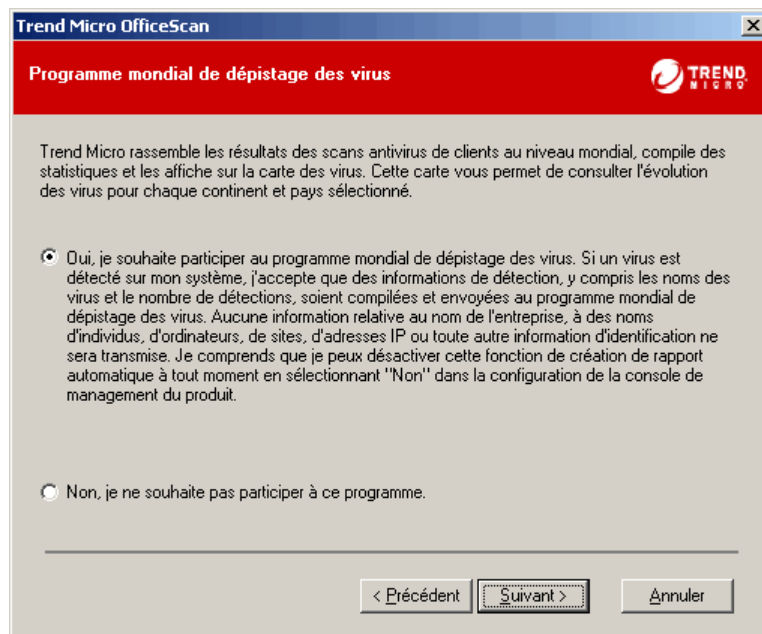 Trend Micro OfficeScan
Programme mondial de dépistage des virus
TREND
MICRO
Trend Micro rassemble les résultats des scans antivirus de clients au niveau mondial, compile des
statistiques et les affiche sur la carte des virus. Cette carte vous permet de consulter l'évolution
des virus pour chaque continent et pays sélectionné.
Oui, je souhaite participer au programme mondial de dépistage des virus. Si un virus est
détecté sur mon système, j'accepte que des informations de détection, y compris les noms des
virus et le nombre de détections, soient compilées et envoyées au programme mondial de
dépistage des virus. Aucune information relative au nom de l'entreprise, à des noms
d'individus, d'ordinateurs, de sites, d'adresses IP ou toute autre information d'identification ne
sera transmise. Je comprends que je peux désactiver cette fonction de création de rapport
automatique à tout moment en sélectionnant "Non" dans la configuration de la console de
management du produit.
Non, je ne souhaite pas participer à ce programme.
< Précédent
Suivant >
Annuler